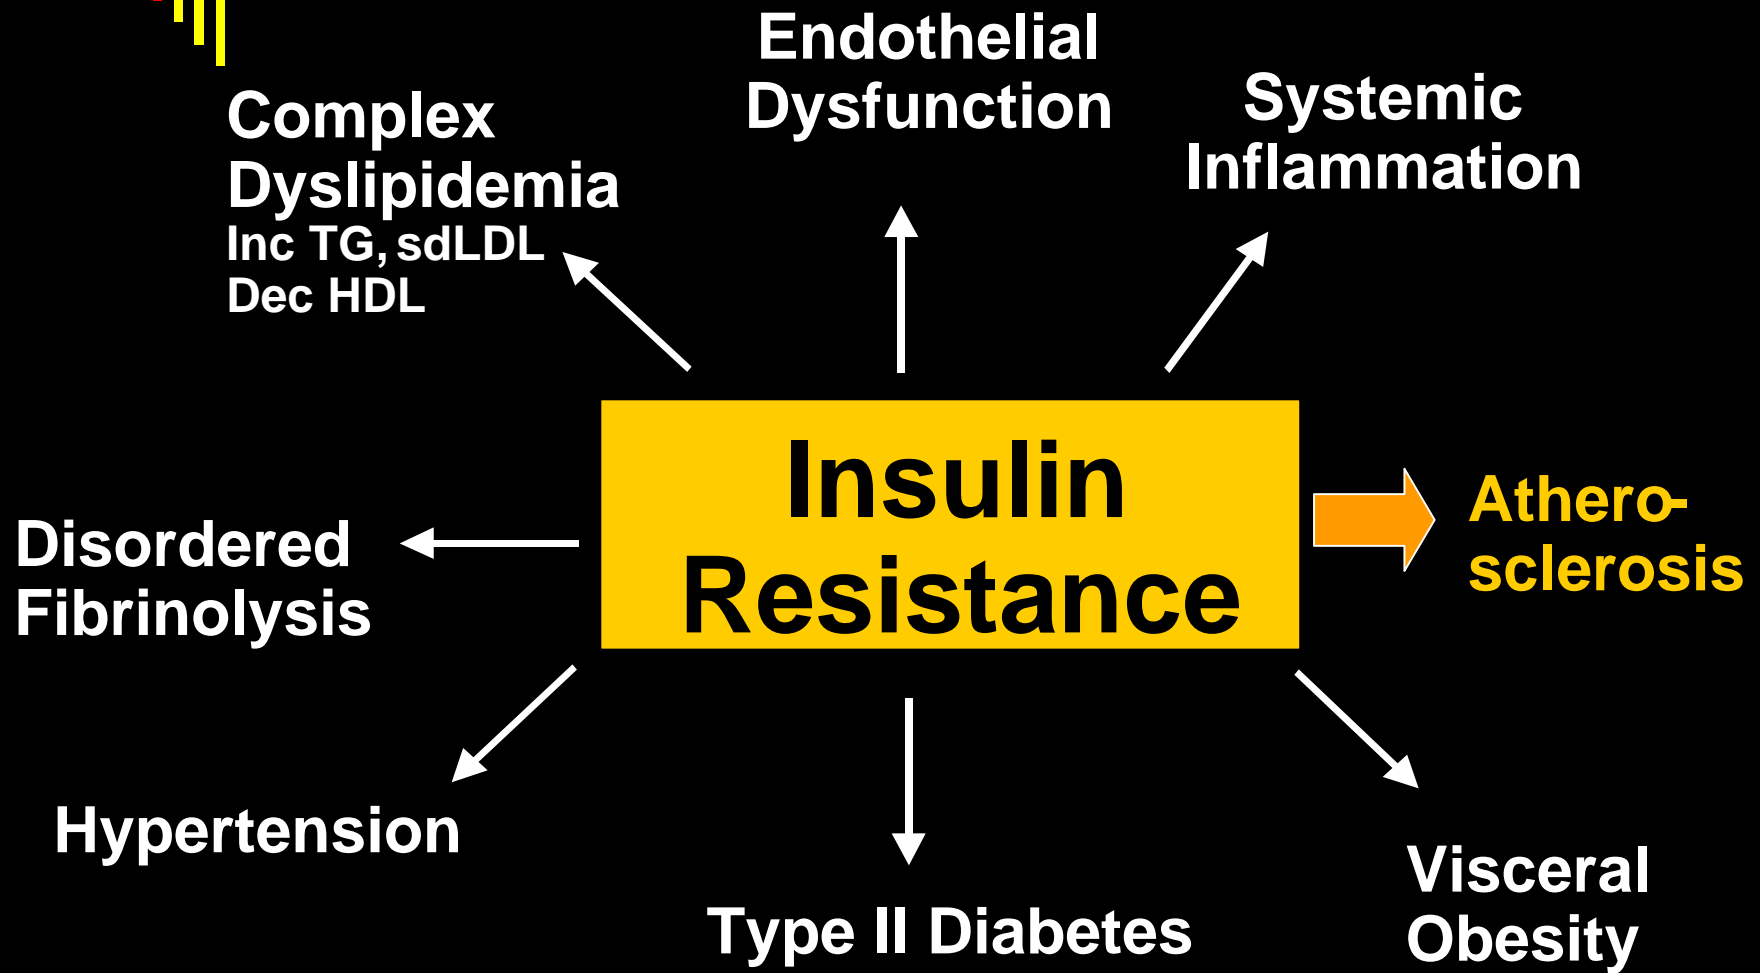 Endothelial
Dysfunction
Systemic
Inflammation
Complex
Dyslipidemia
Inc TG, sdLDL
Dec HDL
Insulin
Resistance
Athero-
sclerosis
Disordered
Fibrinolysis
Hypertension
Type II Diabetes
Visceral
Obesity